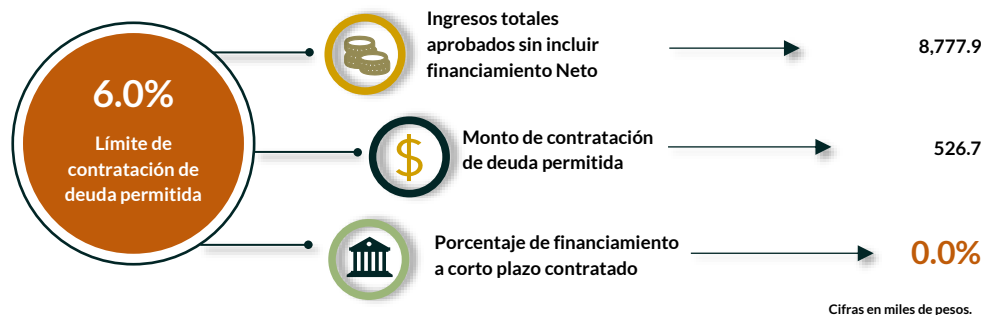 6.0%
Límite de
contratación de
deuda permitida
Ingresos totales
aprobados sin incluir
financiamiento Neto
8,777.9
$
Monto de contratación
de deuda permitida
526.7
Porcentaje de financiamiento
a corto plazo contratado
0.0%
Cifras en miles de pesos.